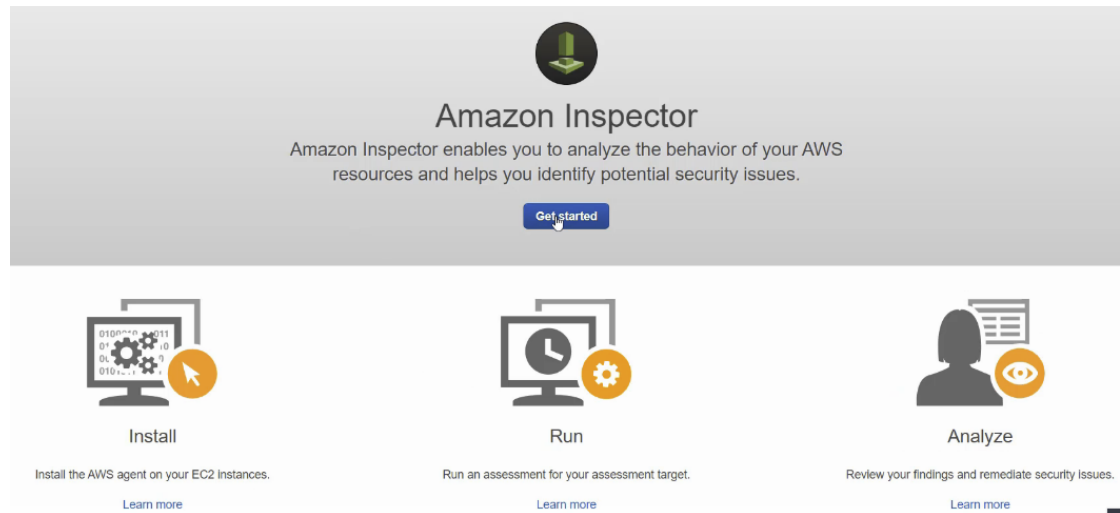 Amazon Inspector
Amazon Inspector enables you to analyze the behavior of your AWS
resources and helps you identify potential security issues.
Get started
Install
Run
Analyze
Install the AWS agent on your EC2 instances.
Run an assessment for your assessment target.
Review your findings and remediate security issues.
Learn more
Learn more
Learn more